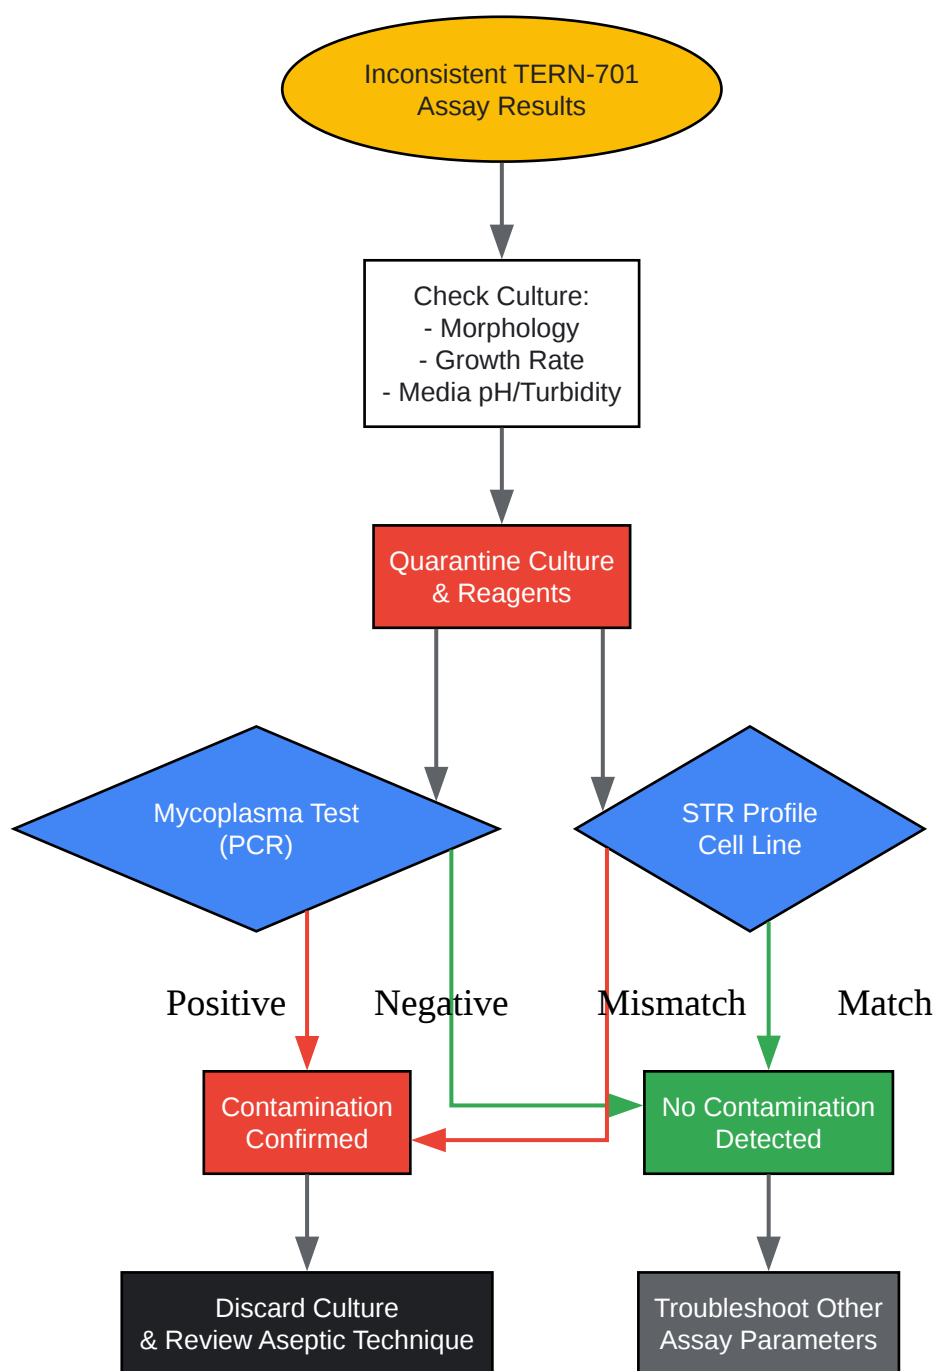 Inconsistent TERN-701
Assay Results
Check Culture:
- Morphology
- Growth Rate
- Media pH/Turbidity
Quarantine Culture
& Reagents
Mycoplasma Test
(PCR)
STR Profile
Cell Line
Positive
Negative
Mismatch
Match
Contamination
Confirmed
No Contamination
Detected
Discard Culture
& Review Aseptic Technique
Troubleshoot Other
Assay Parameters